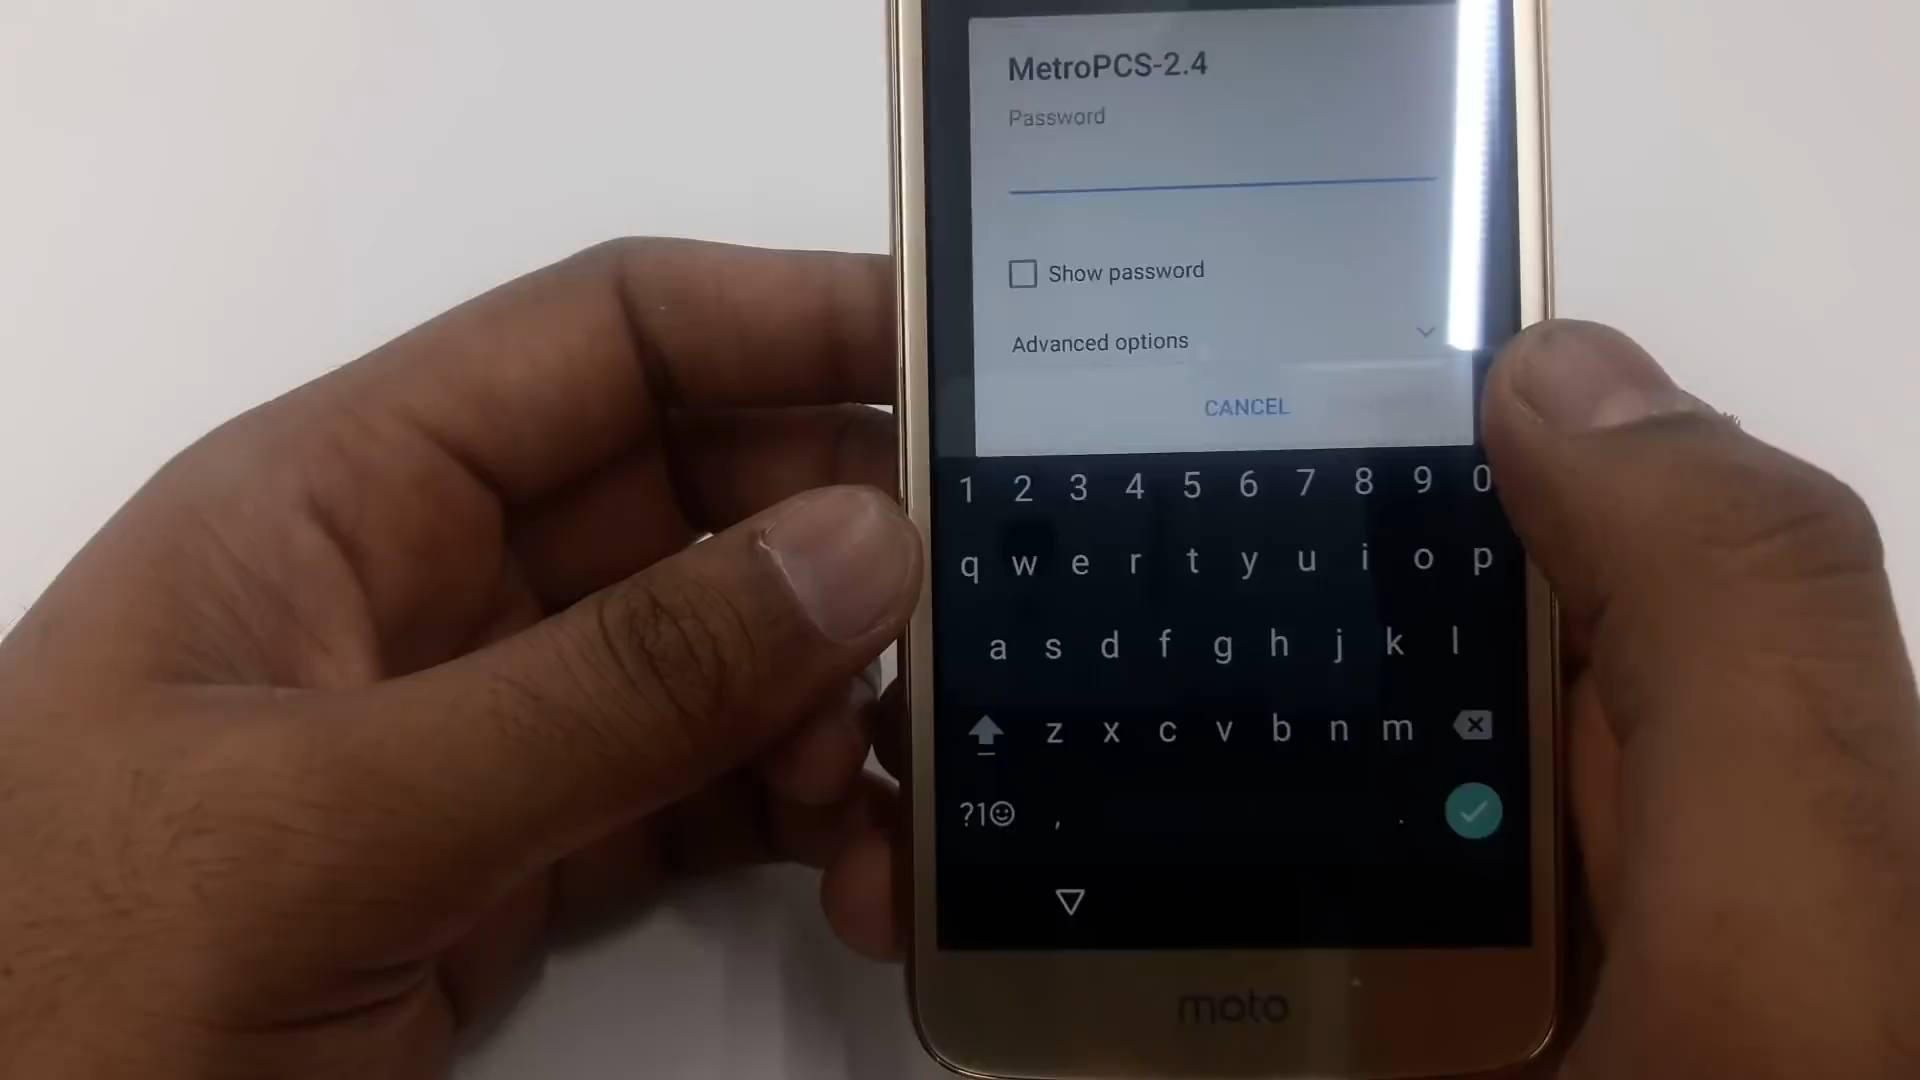 MetroPCS-2.4
Password
Show password
Advanced options
CANCEL
1 2 3 4 5 6 7 8 9 0
q w e r t y u i o p
a s d f g h j k l
z x c v b n m
?1☺ , .
moto